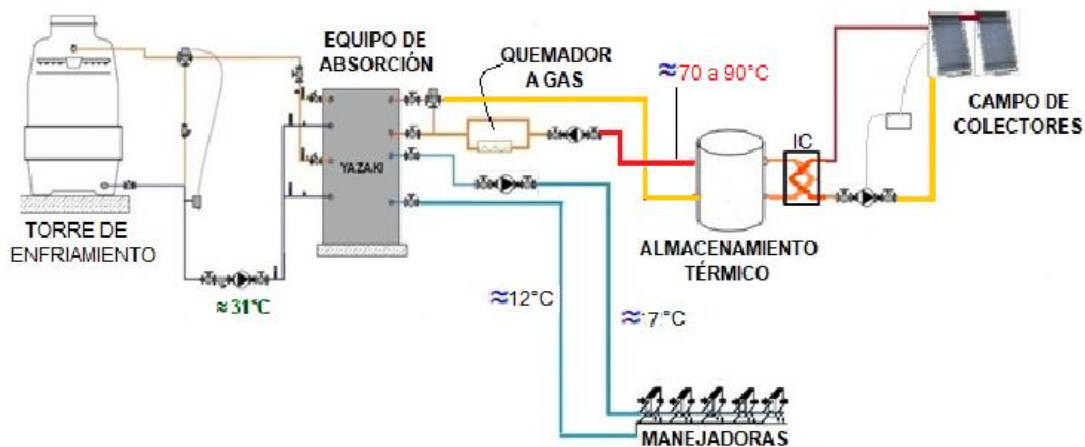 EQUIPO DE
ABSORCIÓN
QUEMADOR
A GAS
≈70 a 90°C
CAMPO DE
COLECTORES
IC
YAZAKI
TORRE DE
ENFRIAMIENTO
ALMACENAMIENTO
TÉRMICO
≈31°C
≈12°C
≈7°C
MANEJADORAS